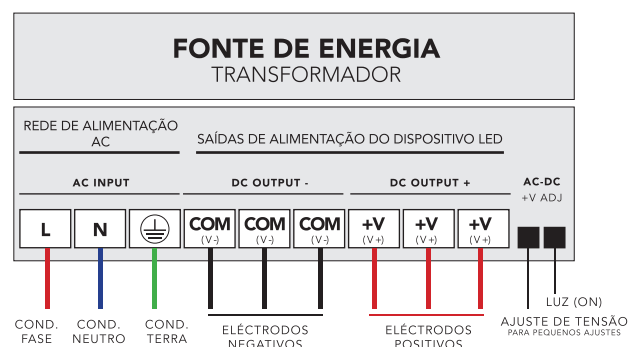 FONTE DE ENERGIA
TRANSFORMADOR
REDE DE ALIMENTAÇÃO
AC
SAÍDAS DE ALIMENTAÇÃO DO DISPOSITIVO LED
AC INPUT
DC OUTPUT -
DC OUTPUT +
AC-DC
+V ADJ
L
N
COM
(V-)
COM
(V-)
COM
(V-)
+V
(V+)
+V
(V+)
+V
(V+)
LUZ (ON)
COND.
FASE
COND.
NEUTRO
COND.
TERRA
ELÉCTRODOS
NEGATIVOS
ELÉCTRODOS
POSITIVOS
AJUSTE DE TENSÃO
PARA PEQUENOS AJUSTES